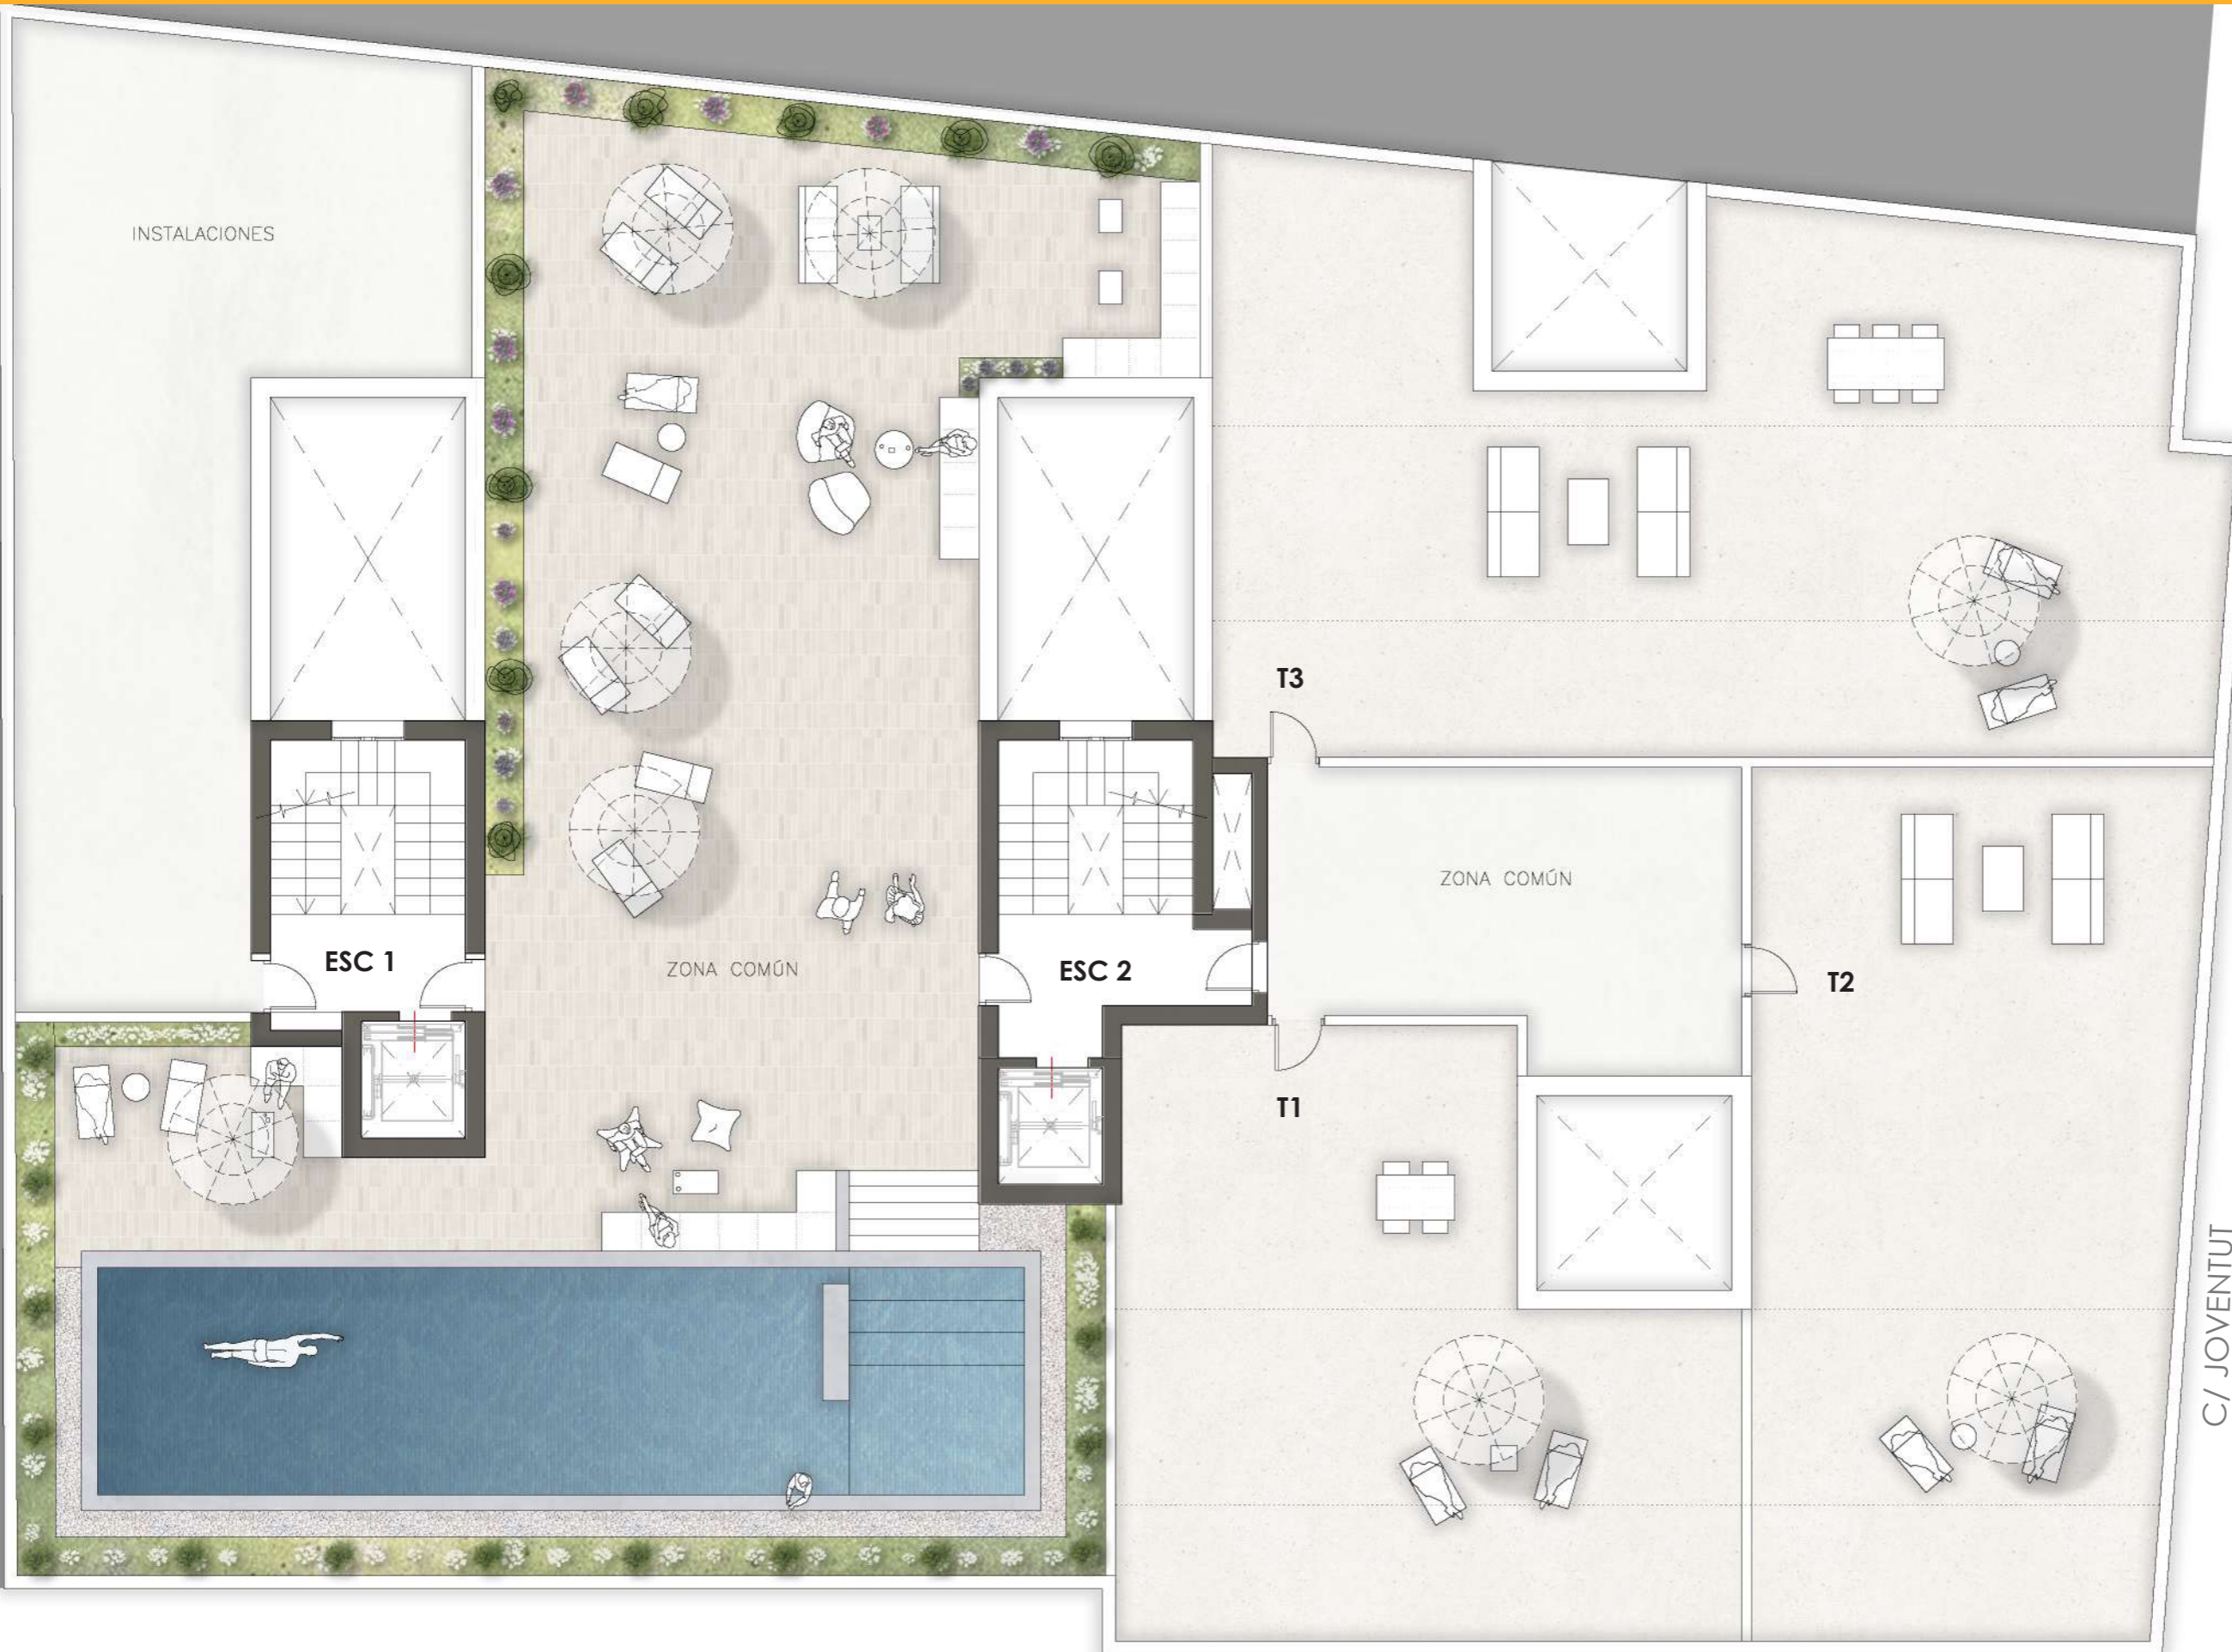 INSTALACIONES
T3
ZONA COMÚN
ESC 1
ZONA COMÚN
ESC 2
T2
T1
C/ JOVENTUT